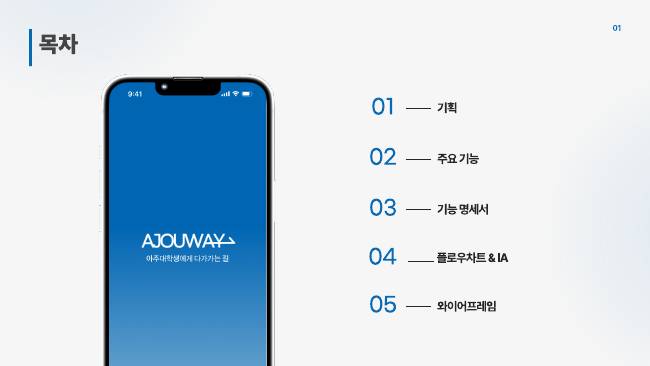 01
목차
9:41
AJOUWAY
아주대학생에게 다가가는 길
01 기획
02 주요 기능
03 기능 명세서
04 플로우차트 & IA
05 와이어프레임